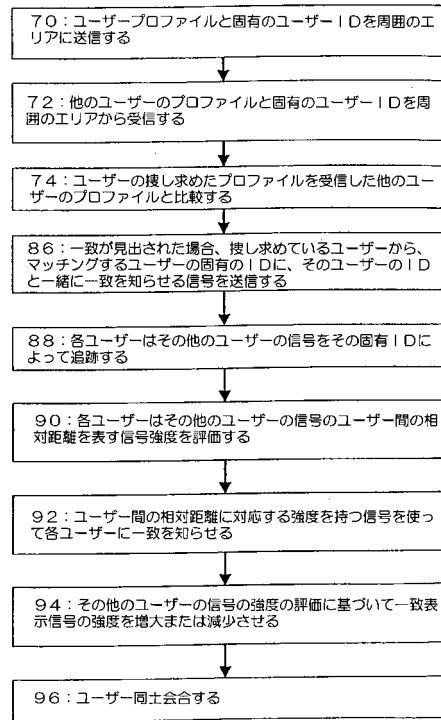 70：ユーザープロファイルと固有のユーザーIDを周囲のエ
リアに送信する
72：他のユーザーのプロファイルと固有のユーザーIDを周
囲のエリアから受信する
74：ユーザーの捜し求めたプロファイルを受信した他のユー
ザーのプロファイルと比較する
86：一致が見出された場合、捜し求めているユーザーから、
マッチングするユーザーの固有のIDに、そのユーザーのID
と一緒に一致を知らせる信号を送信する
88：各ユーザーはその他のユーザーの信号をその固有IDに
よって追跡する
90：各ユーザーはその他のユーザーの信号のユーザー間の相
対距離を表す信号強度を評価する
92：ユーザー間の相対距離に対応する強度を持つ信号を使っ
て各ユーザーに一致を知らせる
94：その他のユーザーの信号の強度の評価に基づいて一致表
示信号の強度を増大または減少させる
96：ユーザー同士会合する